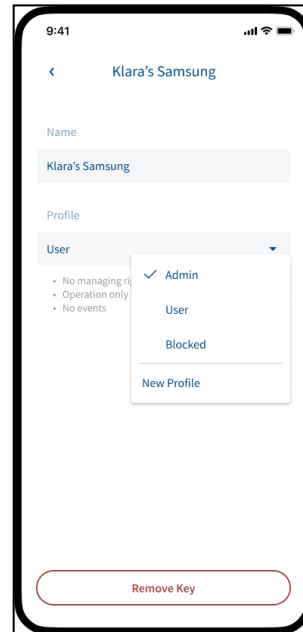 9:41
Klara’s Samsung
Name
Klara’s Samsung
Profile
User
• No managing
• Operation only
• No events
Admin
User
Blocked
New Profile
Remove Key